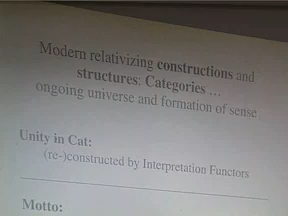 Modern relativizing constructions and
structures: Categories ...
ongoing universe and formation of sense
Unity in Cat:
(re-)constructed by Interpretation Functors
Motto: